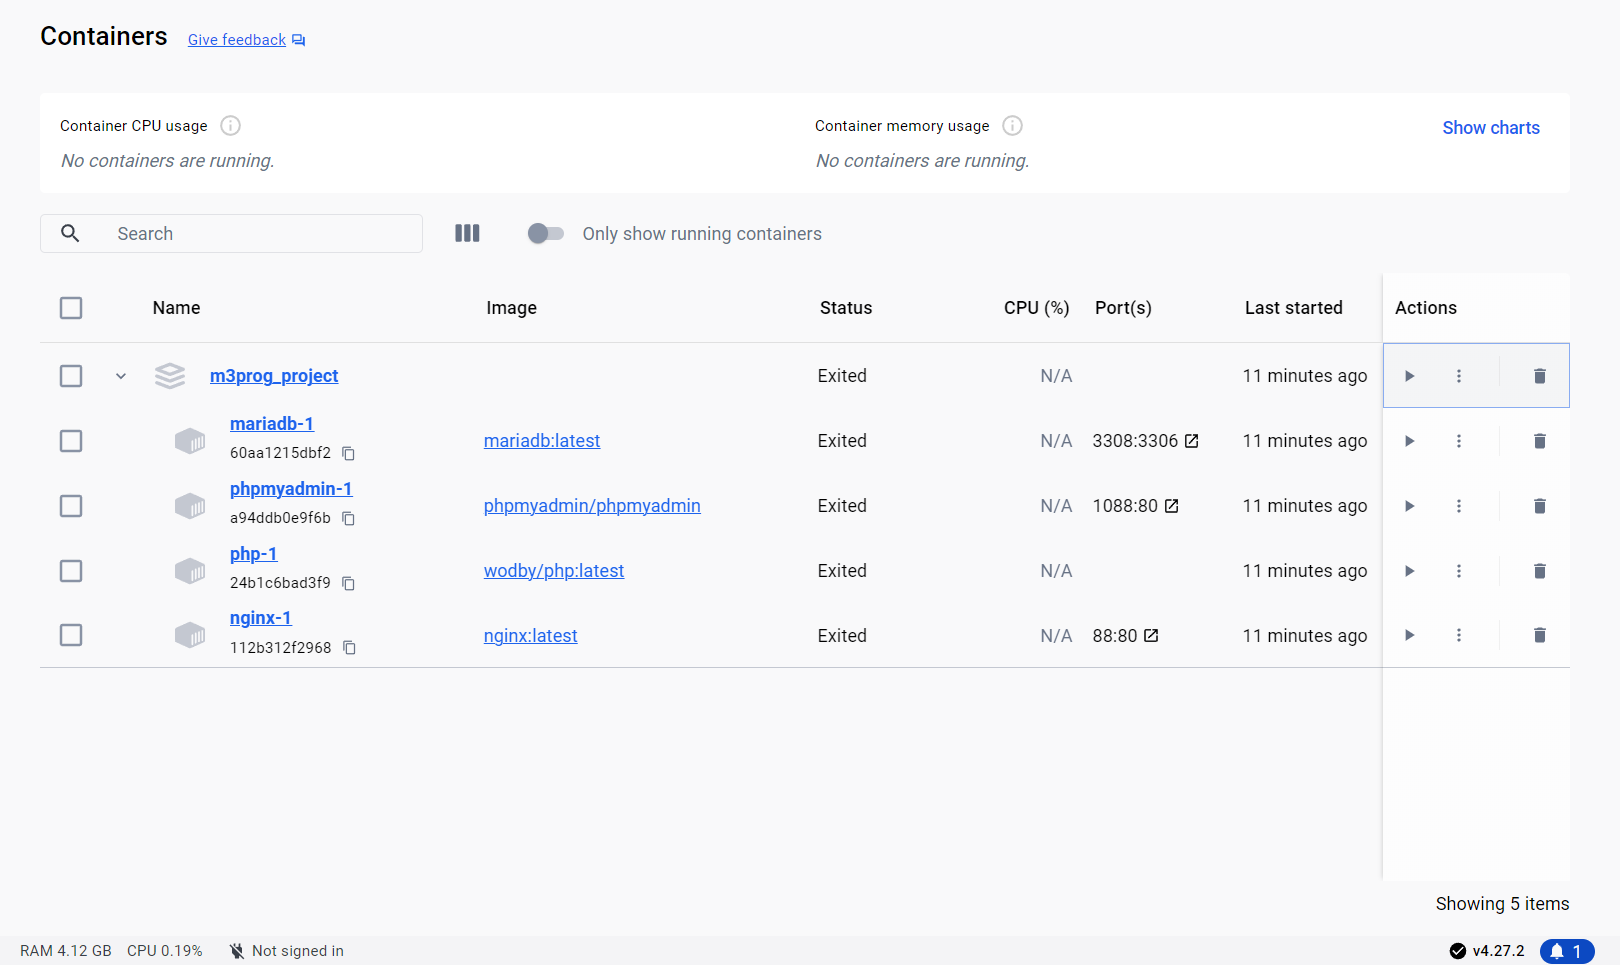 Containers Give feedback
Container CPU usage
No containers are running.
Container memory usage
No containers are running.
Show charts
Search
Only show running containers
Name Image Status CPU (%) Port(s) Last started Actions
m3prog_project Exited N/A 11 minutes ago
mariadb-1
60aa1215dbf2
mariadb:latest Exited N/A 3308:3306 11 minutes ago
phpmyadmin-1
a94ddb0e9f6b
phpmyadmin/phpmyadmin Exited N/A 1088:80 11 minutes ago
php-1
24b1c6bad3f9
wodby/php:latest Exited N/A 11 minutes ago
nginx-1
112b312f2968
nginx:latest Exited N/A 88:80 11 minutes ago
Showing 5 items
RAM 4.12 GB CPU 0.19% Not signed in v4.27.2 1